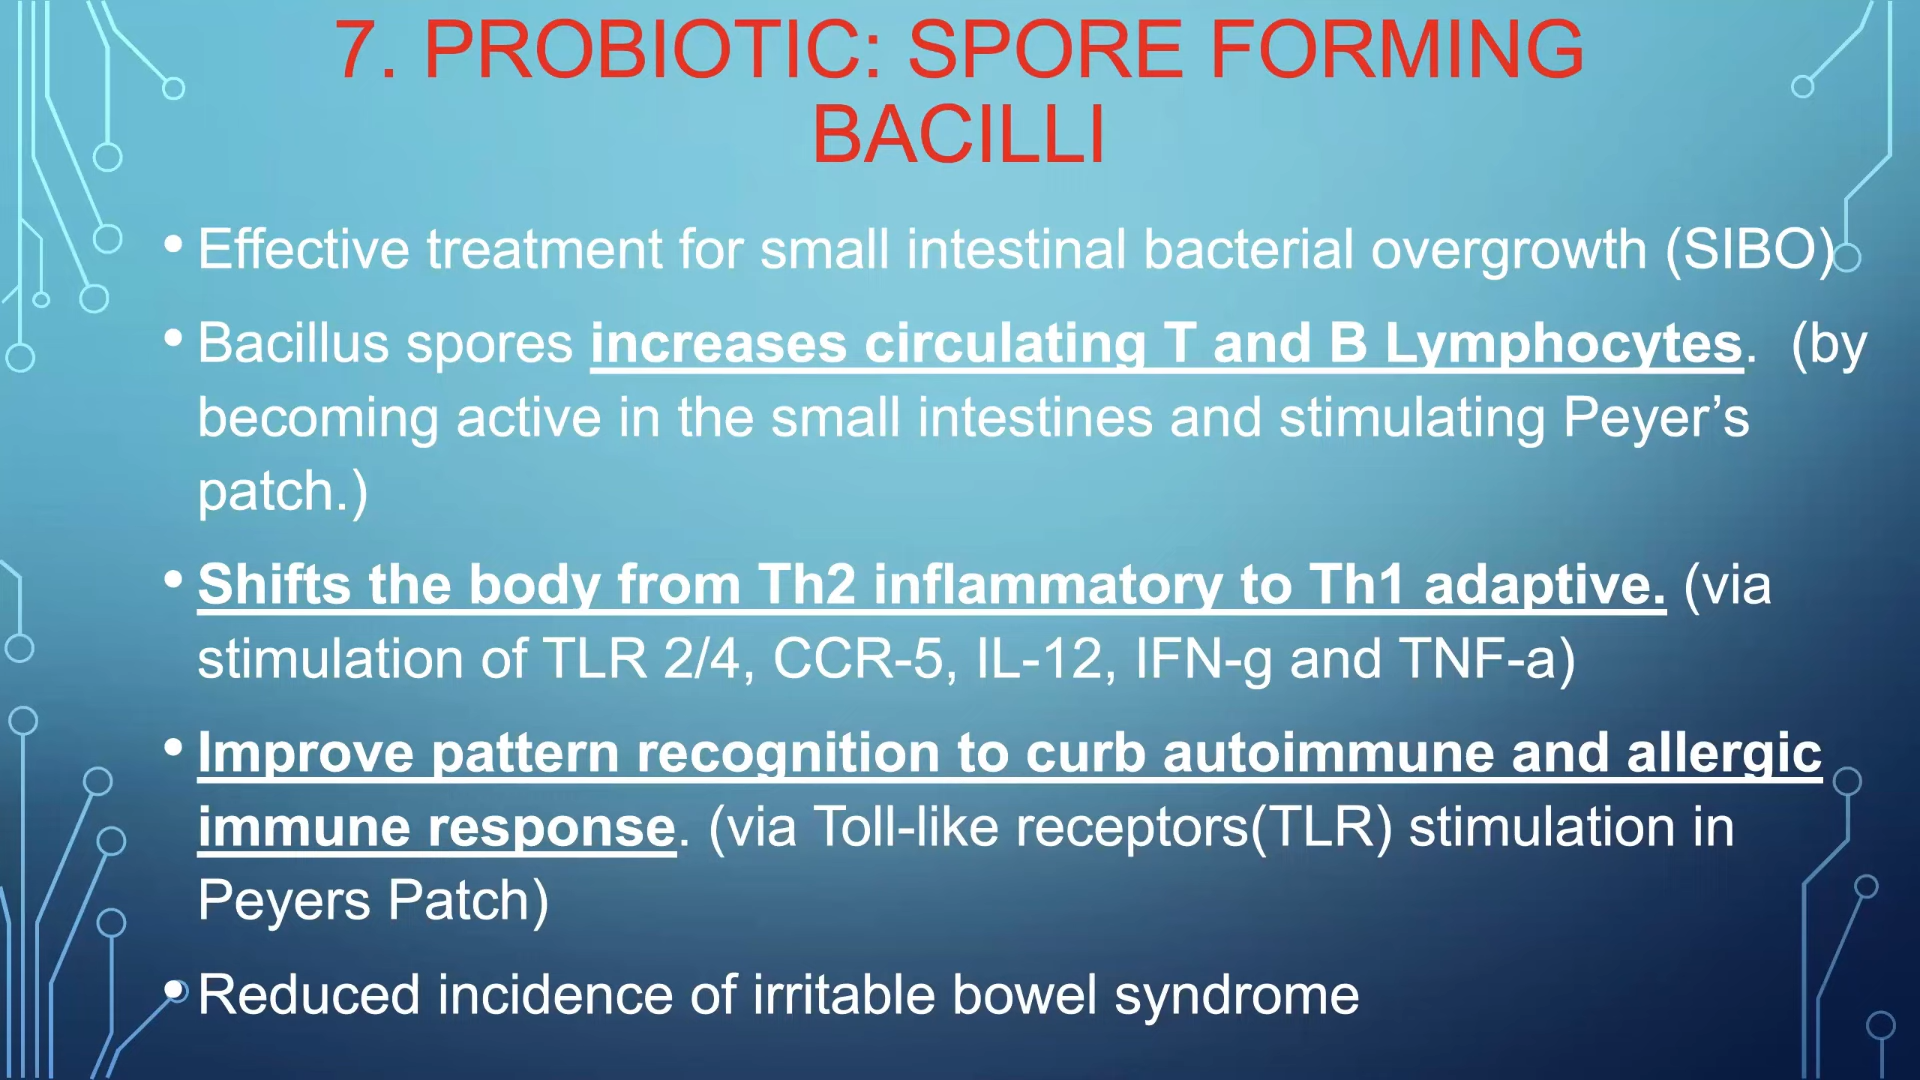 7. PROBIOTIC: SPORE FORMING
BACILLI
• Effective treatment for small intestinal bacterial overgrowth (SIBO)
• Bacillus spores increases circulating T and B Lymphocytes.  (by
becoming active in the small intestines and stimulating Peyer’s
patch.)
• Shifts the body from Th2 inflammatory to Th1 adaptive. (via
stimulation of TLR 2/4, CCR-5, IL-12, IFN-g and TNF-a)
• Improve pattern recognition to curb autoimmune and allergic
immune response. (via Toll-like receptors(TLR) stimulation in
Peyers Patch)
• Reduced incidence of irritable bowel syndrome